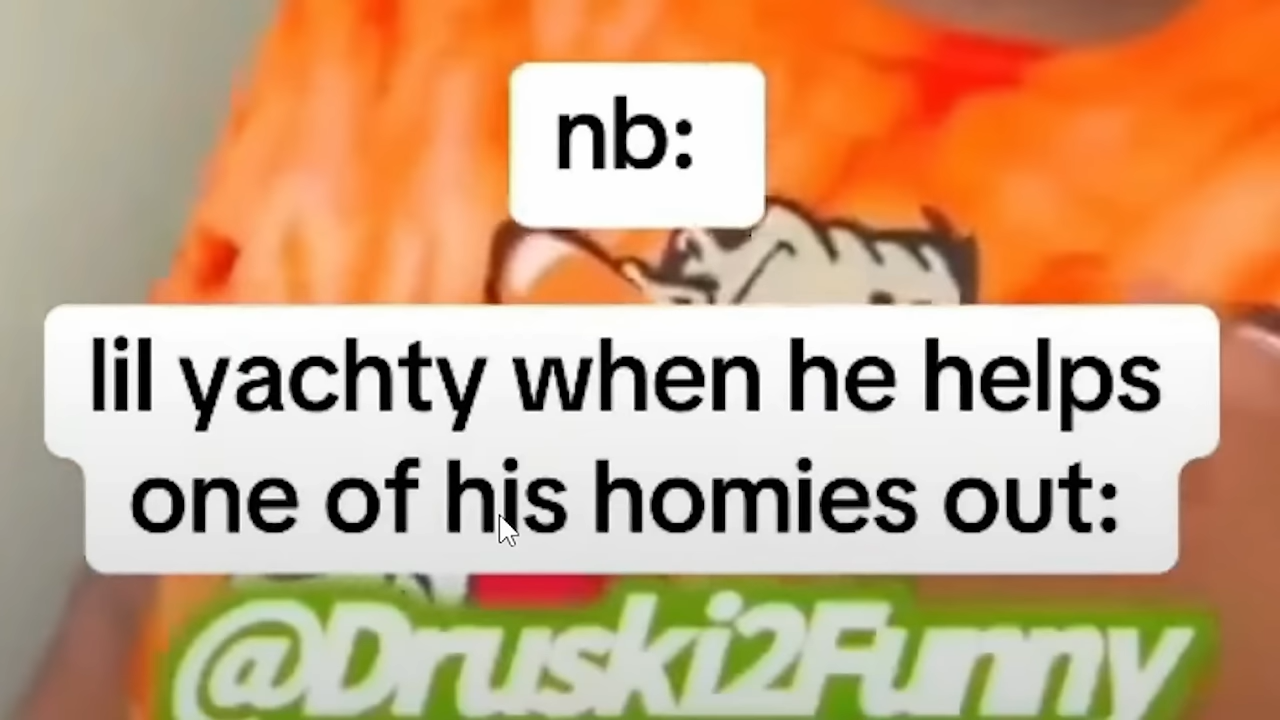 nb:
lil yachty when he helps
one of his homies out:
@Druski2Funny